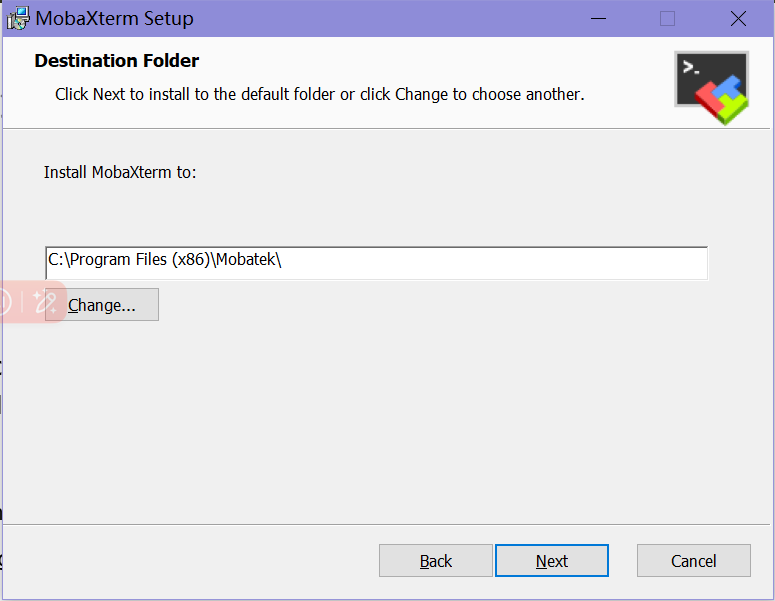 MobaXterm Setup
Destination Folder
Click Next to install to the default folder or click Change to choose another.
>.
Install MobaXterm to:
C:\Program Files (x86)\Mobatek\
Change...
Back
Next
Cancel